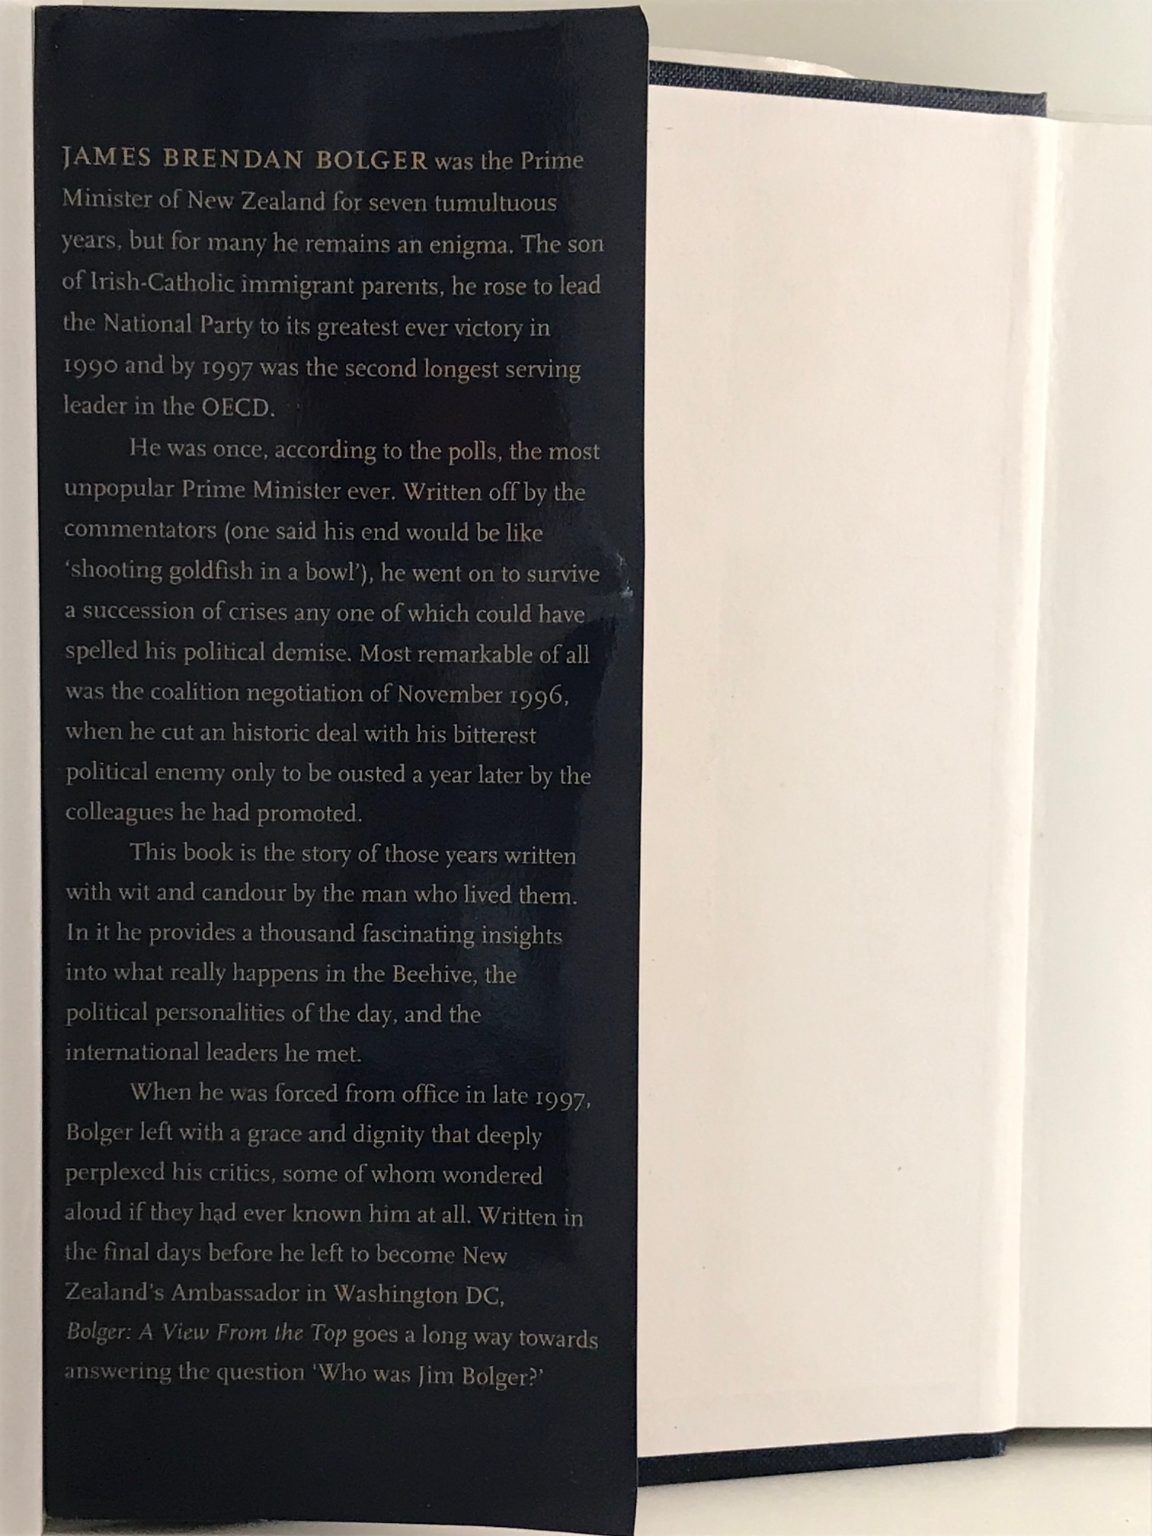 JAMES BRENDAN BOLGER was the Prime
Minister of New Zealand for seven tumultuous
years, but for many he remains an enigma. The son
of Irish-Catholic immigrant parents, he rose to lead
the National Party to its greatest ever victory in
1990 and by 1997 was the second longest serving
leader in the OECD.
He was once, according to the polls, the most
unpopular Prime Minister ever. Written off by the
commentators (one said his end would be like
‘shooting goldfish in a bowl’), he went on to survive
a succession of crises any one of which could have
spelled his political demise. Most remarkable of all
was the coalition negotiation of November 1996,
when he cut an historic deal with his bitterest
political enemy only to be ousted a year later by the
colleagues he had promoted.
This book is the story of those years written
with wit and candour by the man who lived them.
In it he provides a thousand fascinating insights
into what really happens in the Beehive, the
political personalities of the day, and the
international leaders he met.
When he was forced from office in late 1997,
Bolger left with a grace and dignity that deeply
perplexed his critics, some of whom wondered
aloud if they had ever known him at all. Written in
the final days before he left to become New
Zealand’s Ambassador in Washington DC,
Bolger: A View From the Top goes a long way towards
answering the question ‘Who was Jim Bolger?’